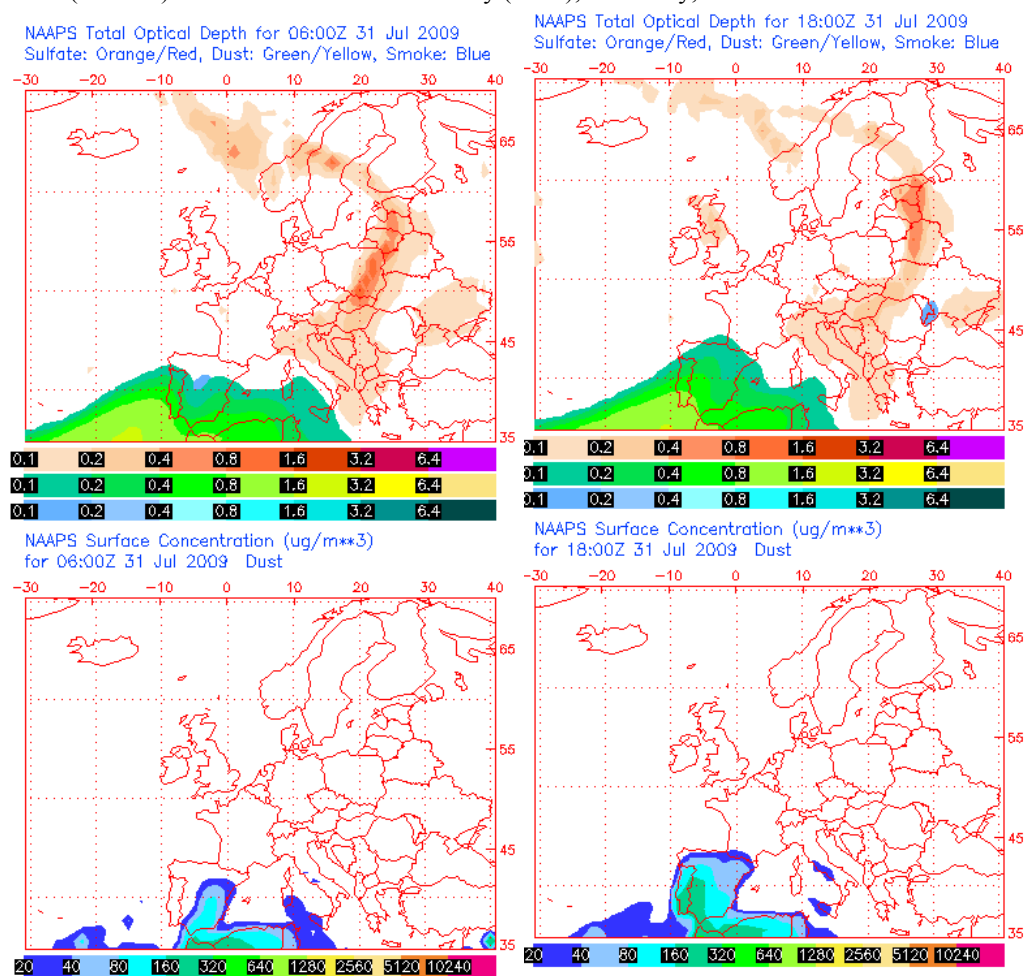 NAAPS Total Optical Depth for 06:00Z 31 Jul 2009
Sulfate: Orange/Red, Dust: Green/Yellow, Smoke: Blue
-30 -20 -10 0 10 20 30 40
65
55
45
35
0.1 0.2 0.4 0.8 1.6 3.2 6.4
0.1 0.2 0.4 0.8 1.6 3.2 6.4
0.1 0.2 0.4 0.8 1.6 3.2 6.4
NAAPS Total Optical Depth for 18:00Z 31 Jul 2009
Sulfate: Orange/Red, Dust: Green/Yellow, Smoke: Blue
-30 -20 -10 0 10 20 30 40
65
55
45
35
0.1 0.2 0.4 0.8 1.6 3.2 6.4
0.1 0.2 0.4 0.8 1.6 3.2 6.4
0.1 0.2 0.4 0.8 1.6 3.2 6.4
NAAPS Surface Concentration (ug/m**3)
for 06:00Z 31 Jul 2009 Dust
-30 -20 -10 0 10 20 30 40
65
55
45
35
20 40 80 160 320 640 1280 2560 5120 10240
NAAPS Surface Concentration (ug/m**3)
for 18:00Z 31 Jul 2009 Dust
-30 -20 -10 0 10 20 30 40
65
55
45
35
20 40 80 160 320 640 1280 2560 5120 10240